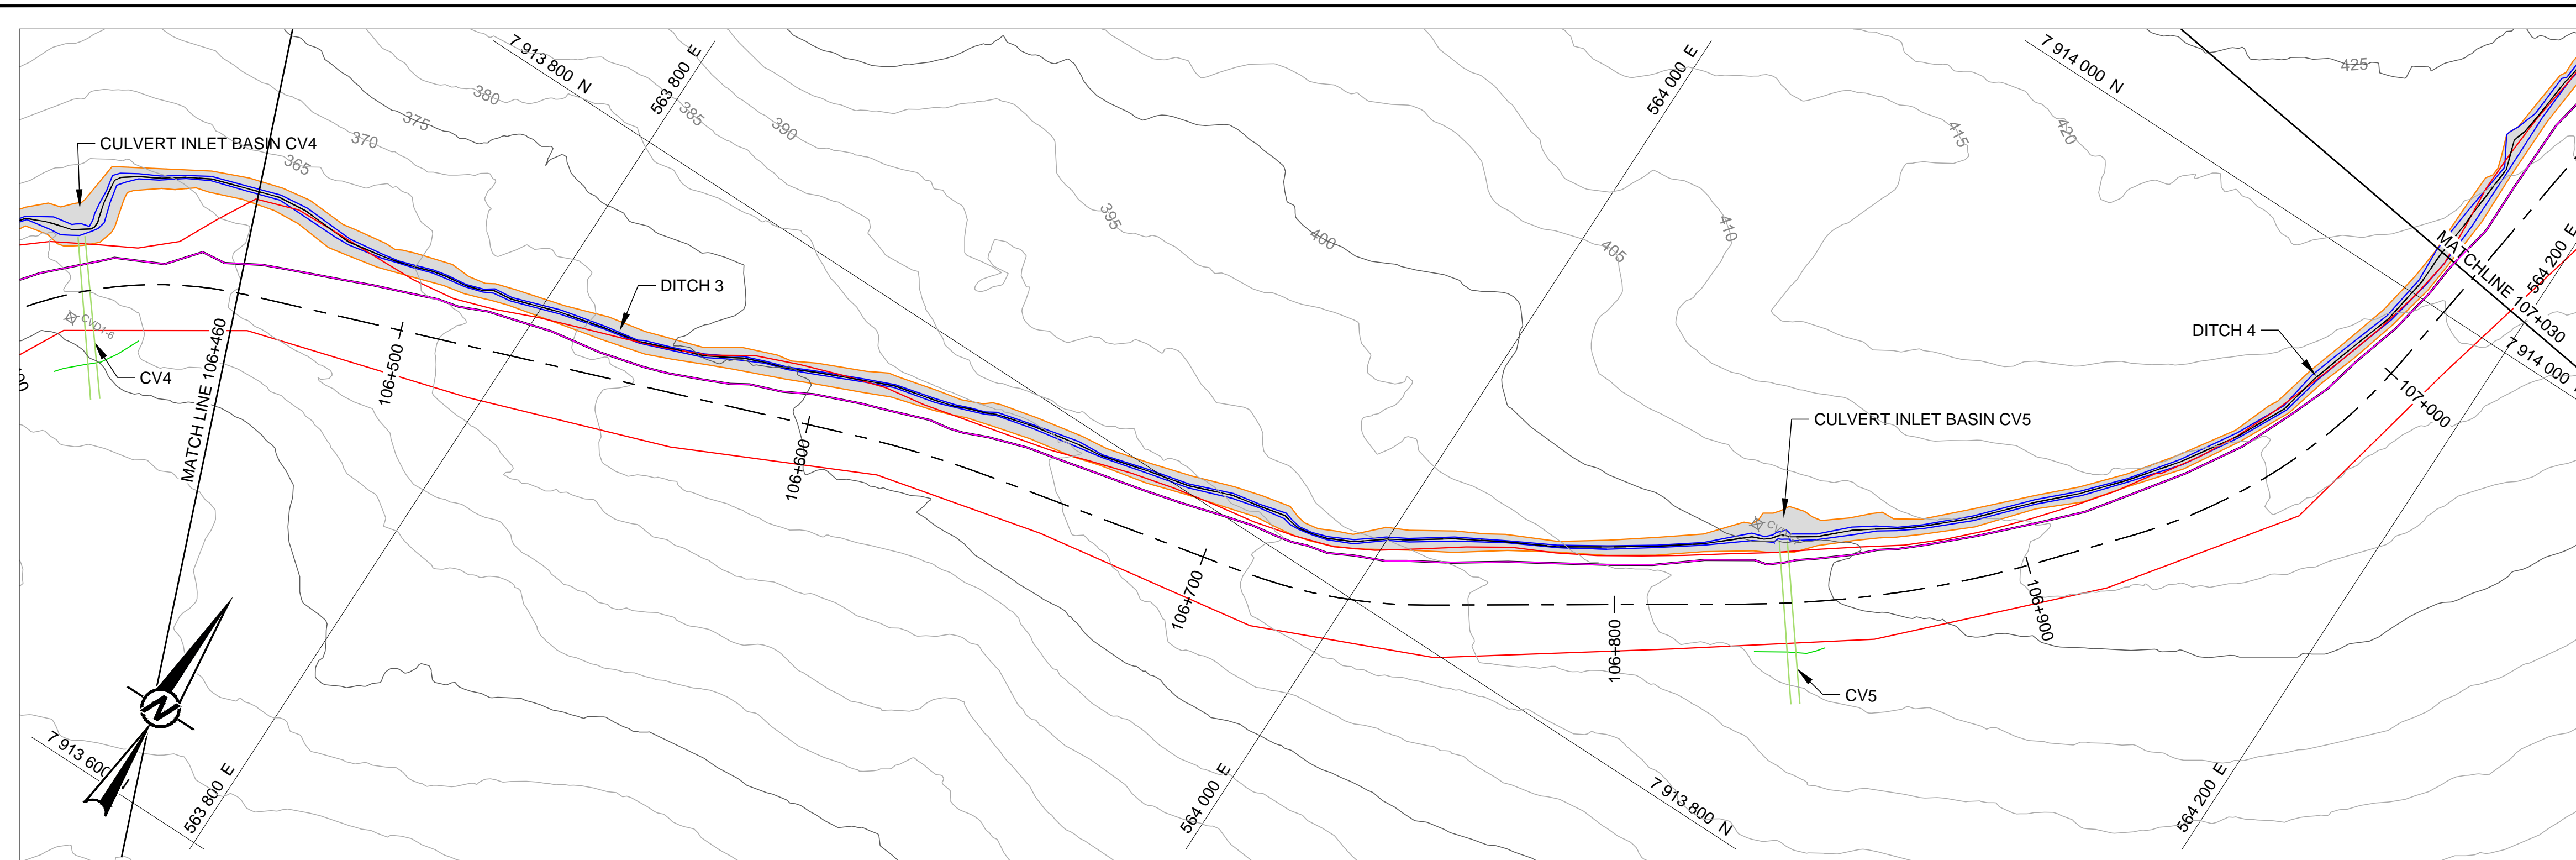 7 913 800 N
563 800 E
564 000 E
7 914 000 N
425
380
375
370
365
385
390
395
400
405
410
415
420
CULVERT INLET BASIN CV4
DITCH 3
MATCHLINE 107+030
564 200 E
7 914 000
DITCH 4
CVD1-6
CV4
MATCH LINE 106+460
106+500
106+600
106+700
106+800
106+900
107+000
CULVERT INLET BASIN CV5
CV5
N
7 913 600
563 800 E
564 000 E
7 913 800 N
564 200 E